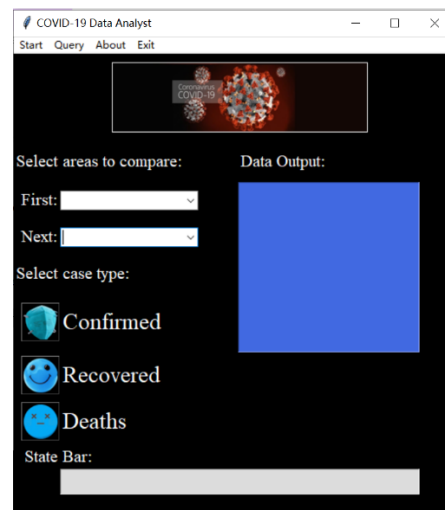 COVID-19 Data Analyst
Start Query About Exit
Coronavirus
COVID-19
Select areas to compare:
Data Output:
First:
Next:
Select case type:
Confirmed
Recovered
Deaths
State Bar: